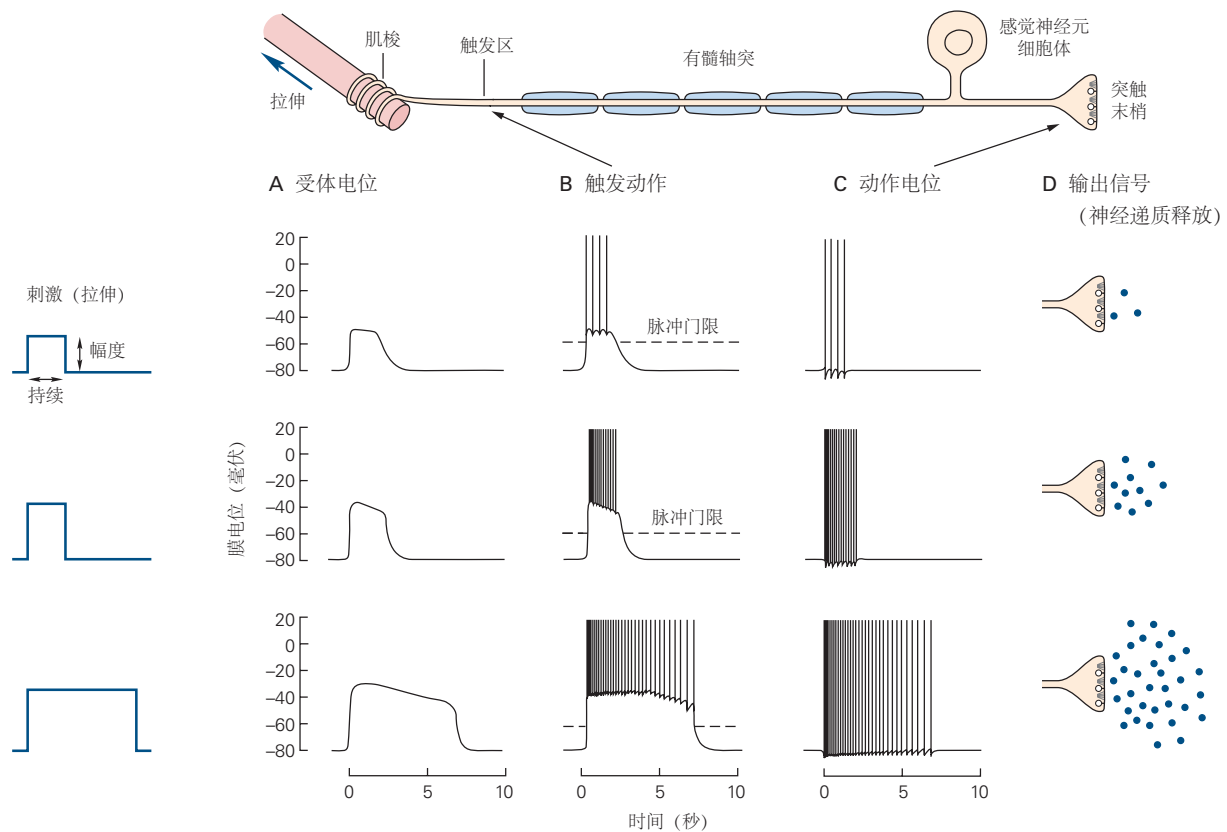 肌梭
触发区
有髓轴突
感觉神经元
细胞体
拉伸
突触
末梢
A 受体电位
B 触发动作
C 动作电位
D 输出信号
(神经递质释放)
刺激 (拉伸)
幅度
持续
膜电位 (毫伏)
20
0
–20
–40
–60
–80
脉冲门限
20
0
–20
–40
–60
–80
脉冲门限
20
0
–20
–40
–60
–80
0 5 10
0 5 10
0 5 10
时间 (秒)